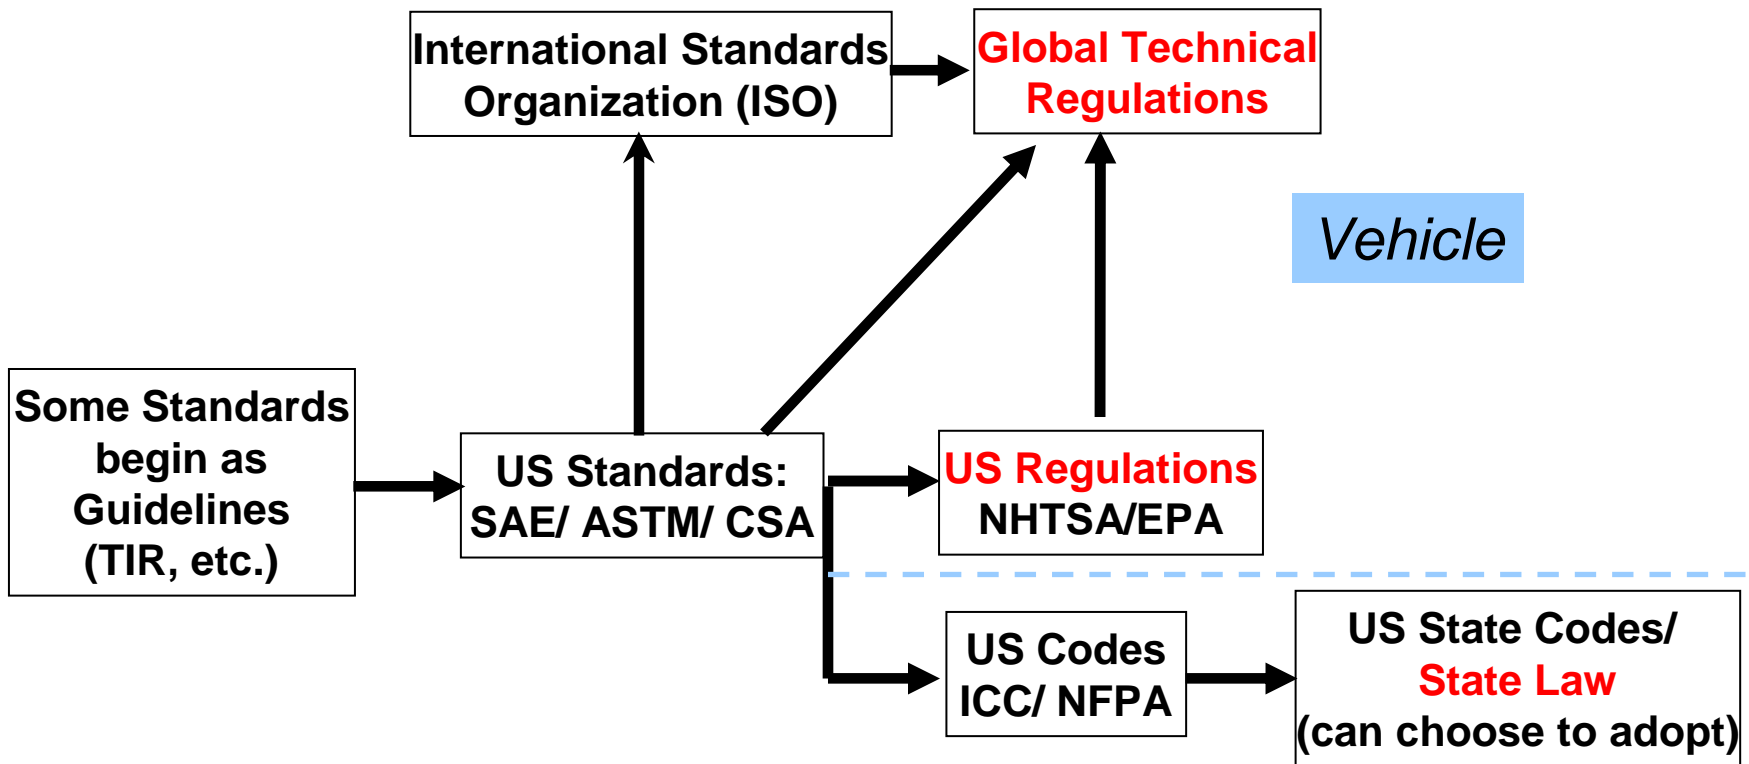 International Standards
Organization (ISO)
Global Technical
Regulations
Vehicle
Some Standards
begin as
Guidelines
(TIR, etc.)
US Standards:
SAE/ ASTM/ CSA
US Regulations
NHTSA/EPA
US Codes
ICC/ NFPA
US State Codes/
State Law
(can choose to adopt)